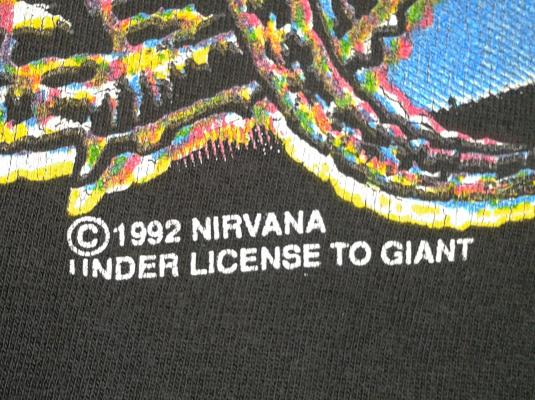 ©1992 NIRVANA
UNDER LICENSE TO GIANT